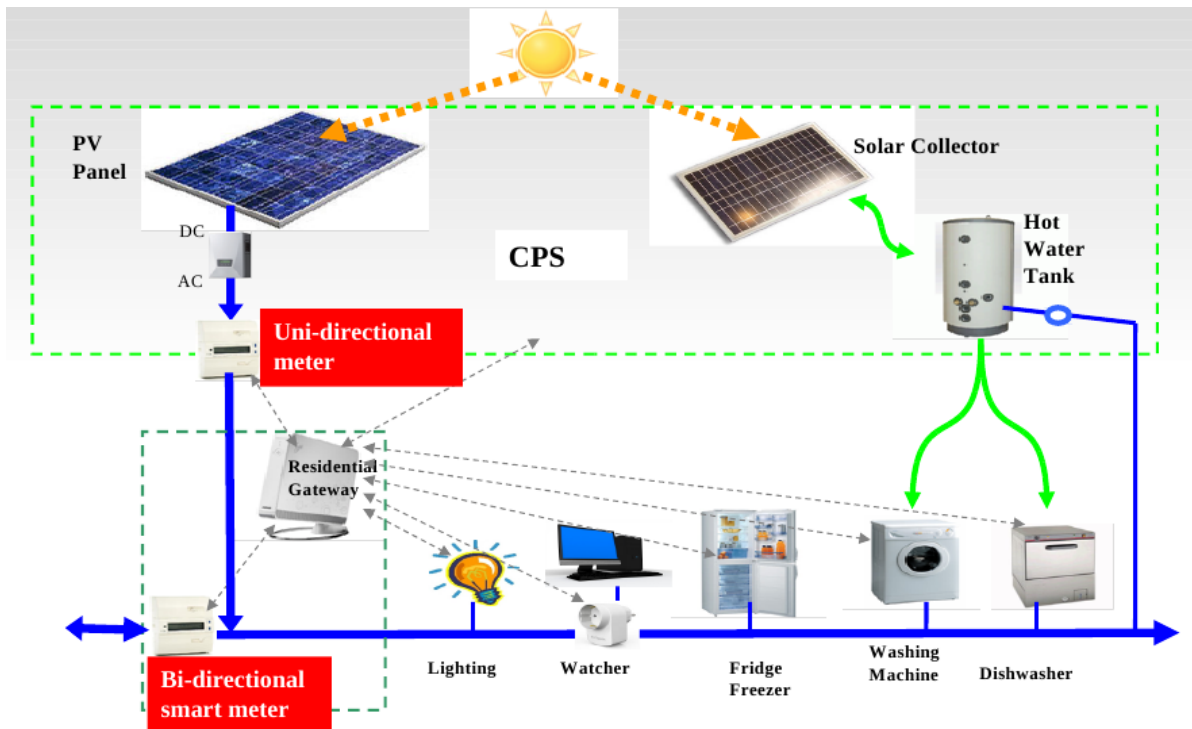 PV
Panel
Solar Collector
DC
AC
CPS
Hot
Water
Tank
Uni-directional
meter
Residential
Gateway
Bi-directional
smart meter
Lighting
Watcher
Fridge
Freezer
Washing
Machine
Dishwasher